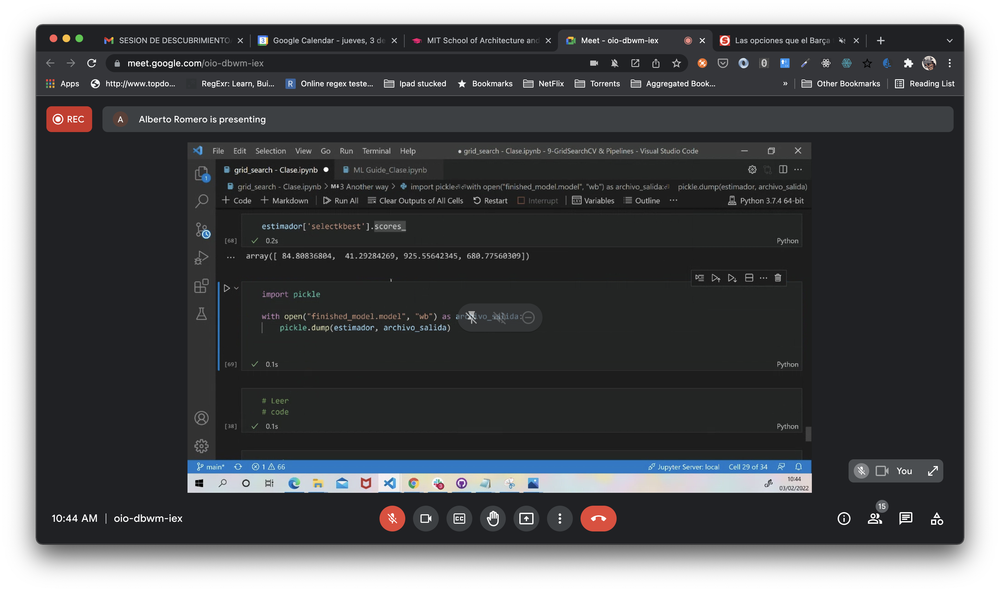 SESION DE DESCUBRIMIENTO
3 Google Calendar - jueves, 3 de
MIT School of Architecture and
Meet - oio-dbwm-iex
S Las opciones que el Barça
meet.google.com/oio-dbwm-iex
Apps
http://www.topdo...
RegExr: Learn, Bui...
R Online regex teste...
Ipad stucked
Bookmarks
NetFlix
Torrents
Aggregated Book...
»
Other Bookmarks
Reading List
REC
A Alberto Romero is presenting
File Edit Selection View Go Run Terminal Help
● grid_search - Clase.ipynb - 9-GridSearchCV & Pipelines - Visual Studio Code
1
grid_search - Clase.ipynb ●
ML Guide_Clase.ipynb
grid_search - Clase.ipynb > M↓3 Another way > import pickle⏎⏎with open("finished_model.model", "wb") as archivo_salida:⏎ pickle.dump(estimador, archivo_salida)
+ Code + Markdown Run All Clear Outputs of All Cells Restart Interrupt Variables Outline ... Python 3.7.4 64-bit
estimador['selectkbest'].scores_
[68] ✓ 0.2s Python
... array([ 84.80836804, 41.29284269, 925.55642345, 680.77560309])
import pickle
with open("finished_model.model", "wb") as archivo_salida:
pickle.dump(estimador, archivo_salida)
[69] ✓ 0.1s Python
# Leer
# code
[38] ✓ 0.1s Python
main* 1 66 Jupyter Server: local Cell 29 of 34
3
10:44
03/02/2022
You
10:44 AM | oio-dbwm-iex
CC
15